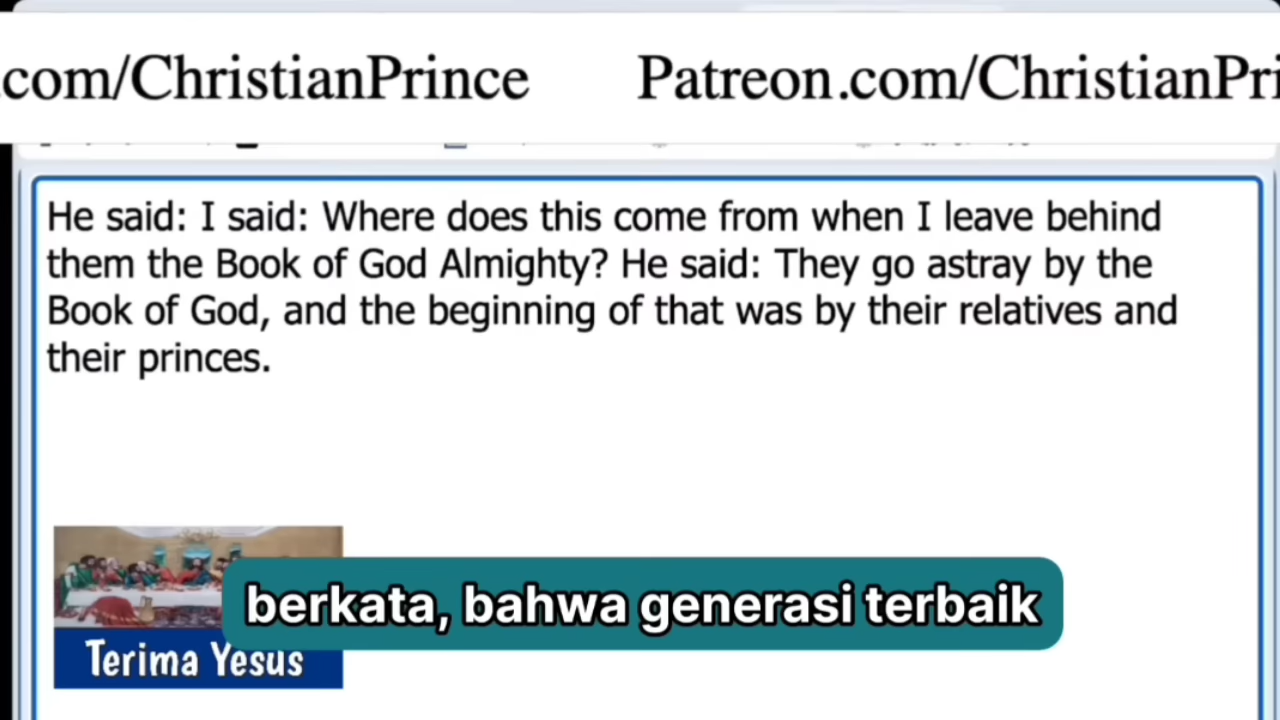 .com/ChristianPrince Patreon.com/ChristianPri
He said: I said: Where does this come from when I leave behind
them the Book of God Almighty? He said: They go astray by the
Book of God, and the beginning of that was by their relatives and
their princes.
berkata, bahwa generasi terbaik
Terima Yesus